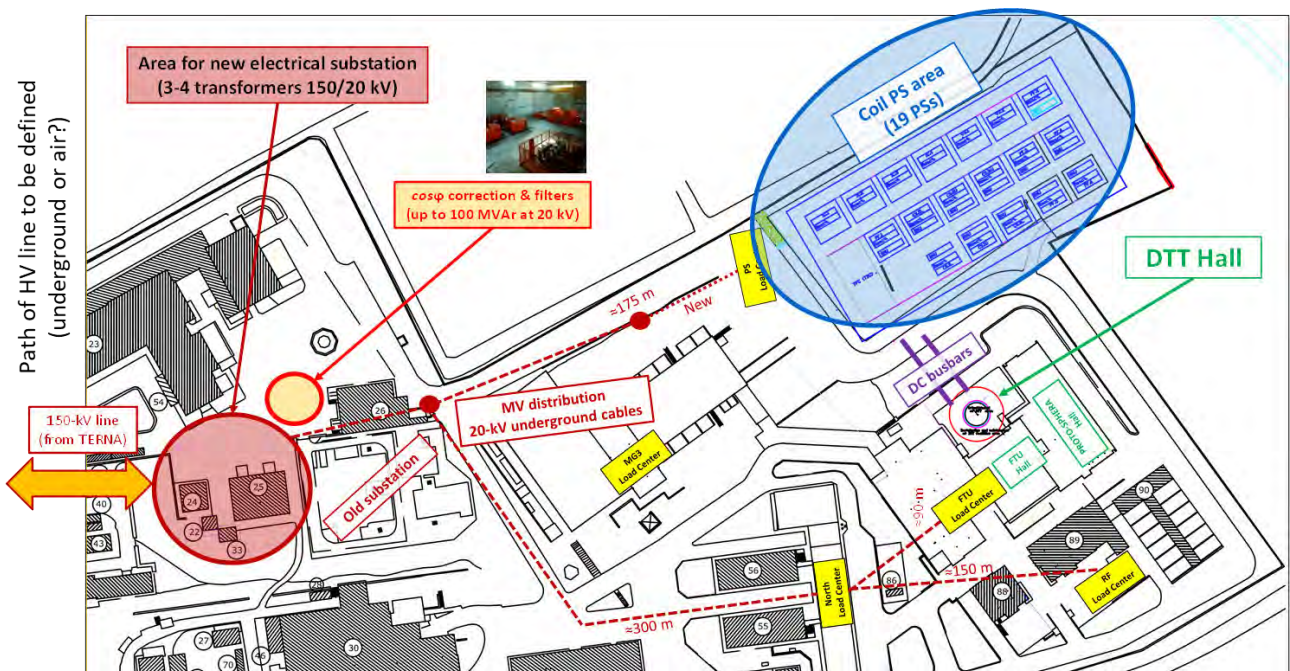 Path of HV line to be defined
(underground or air?)
Area for new electrical substation
(3-4 transformers 150/20 kV)
cosφ correction & filters
(up to 100 MVAr at 20 kV)
Coil PS area
(19 PSs)
DTT Hall
PS
Load C
≈175 m
New
DC busbars
MV distribution
20-kV underground cables
MG3
Load Center
Old substation
150-kV line
(from TERNA)
PROTO-SPHERA
Hall
FTU
Hall
FTU
Load Center
≈90 m
≈150 m
RF
Load Center
North
Load Center
≈300 m
23
54
26
24
25
22
33
40
43
28
27
70
46
30
56
55
86
88
89
90